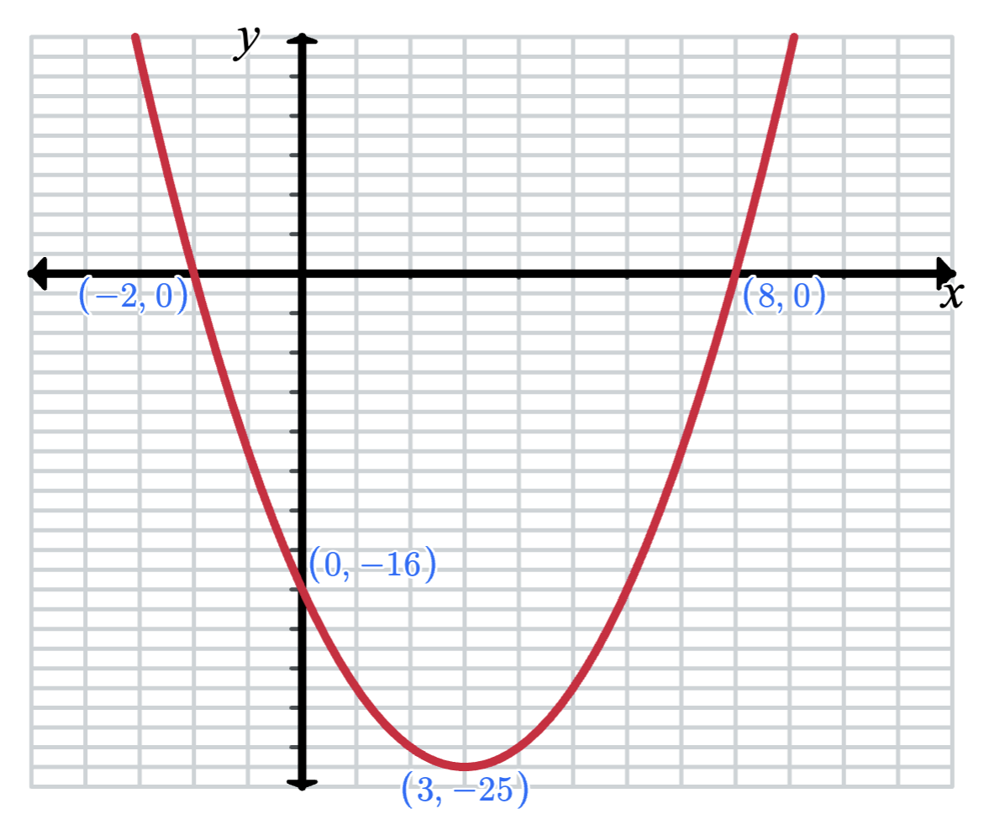 y
(−2, 0)
(8, 0)
x
(0, −16)
(3, −25)